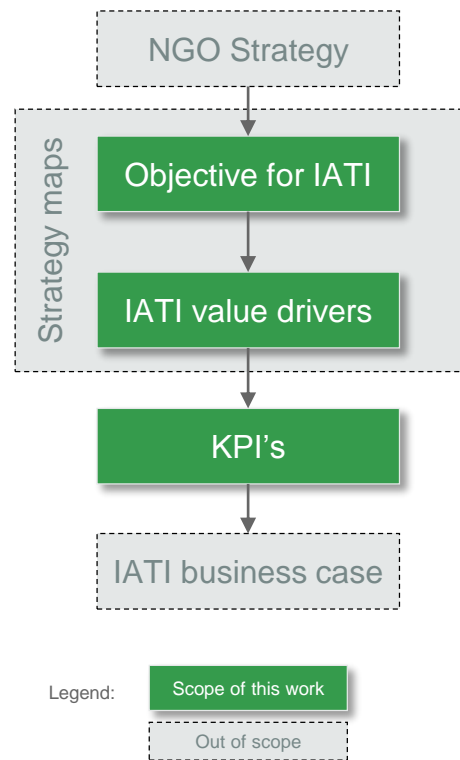 NGO Strategy
Strategy maps
Objective for IATI
IATI value drivers
KPI's
IATI business case
Legend:
Scope of this work
Out of scope